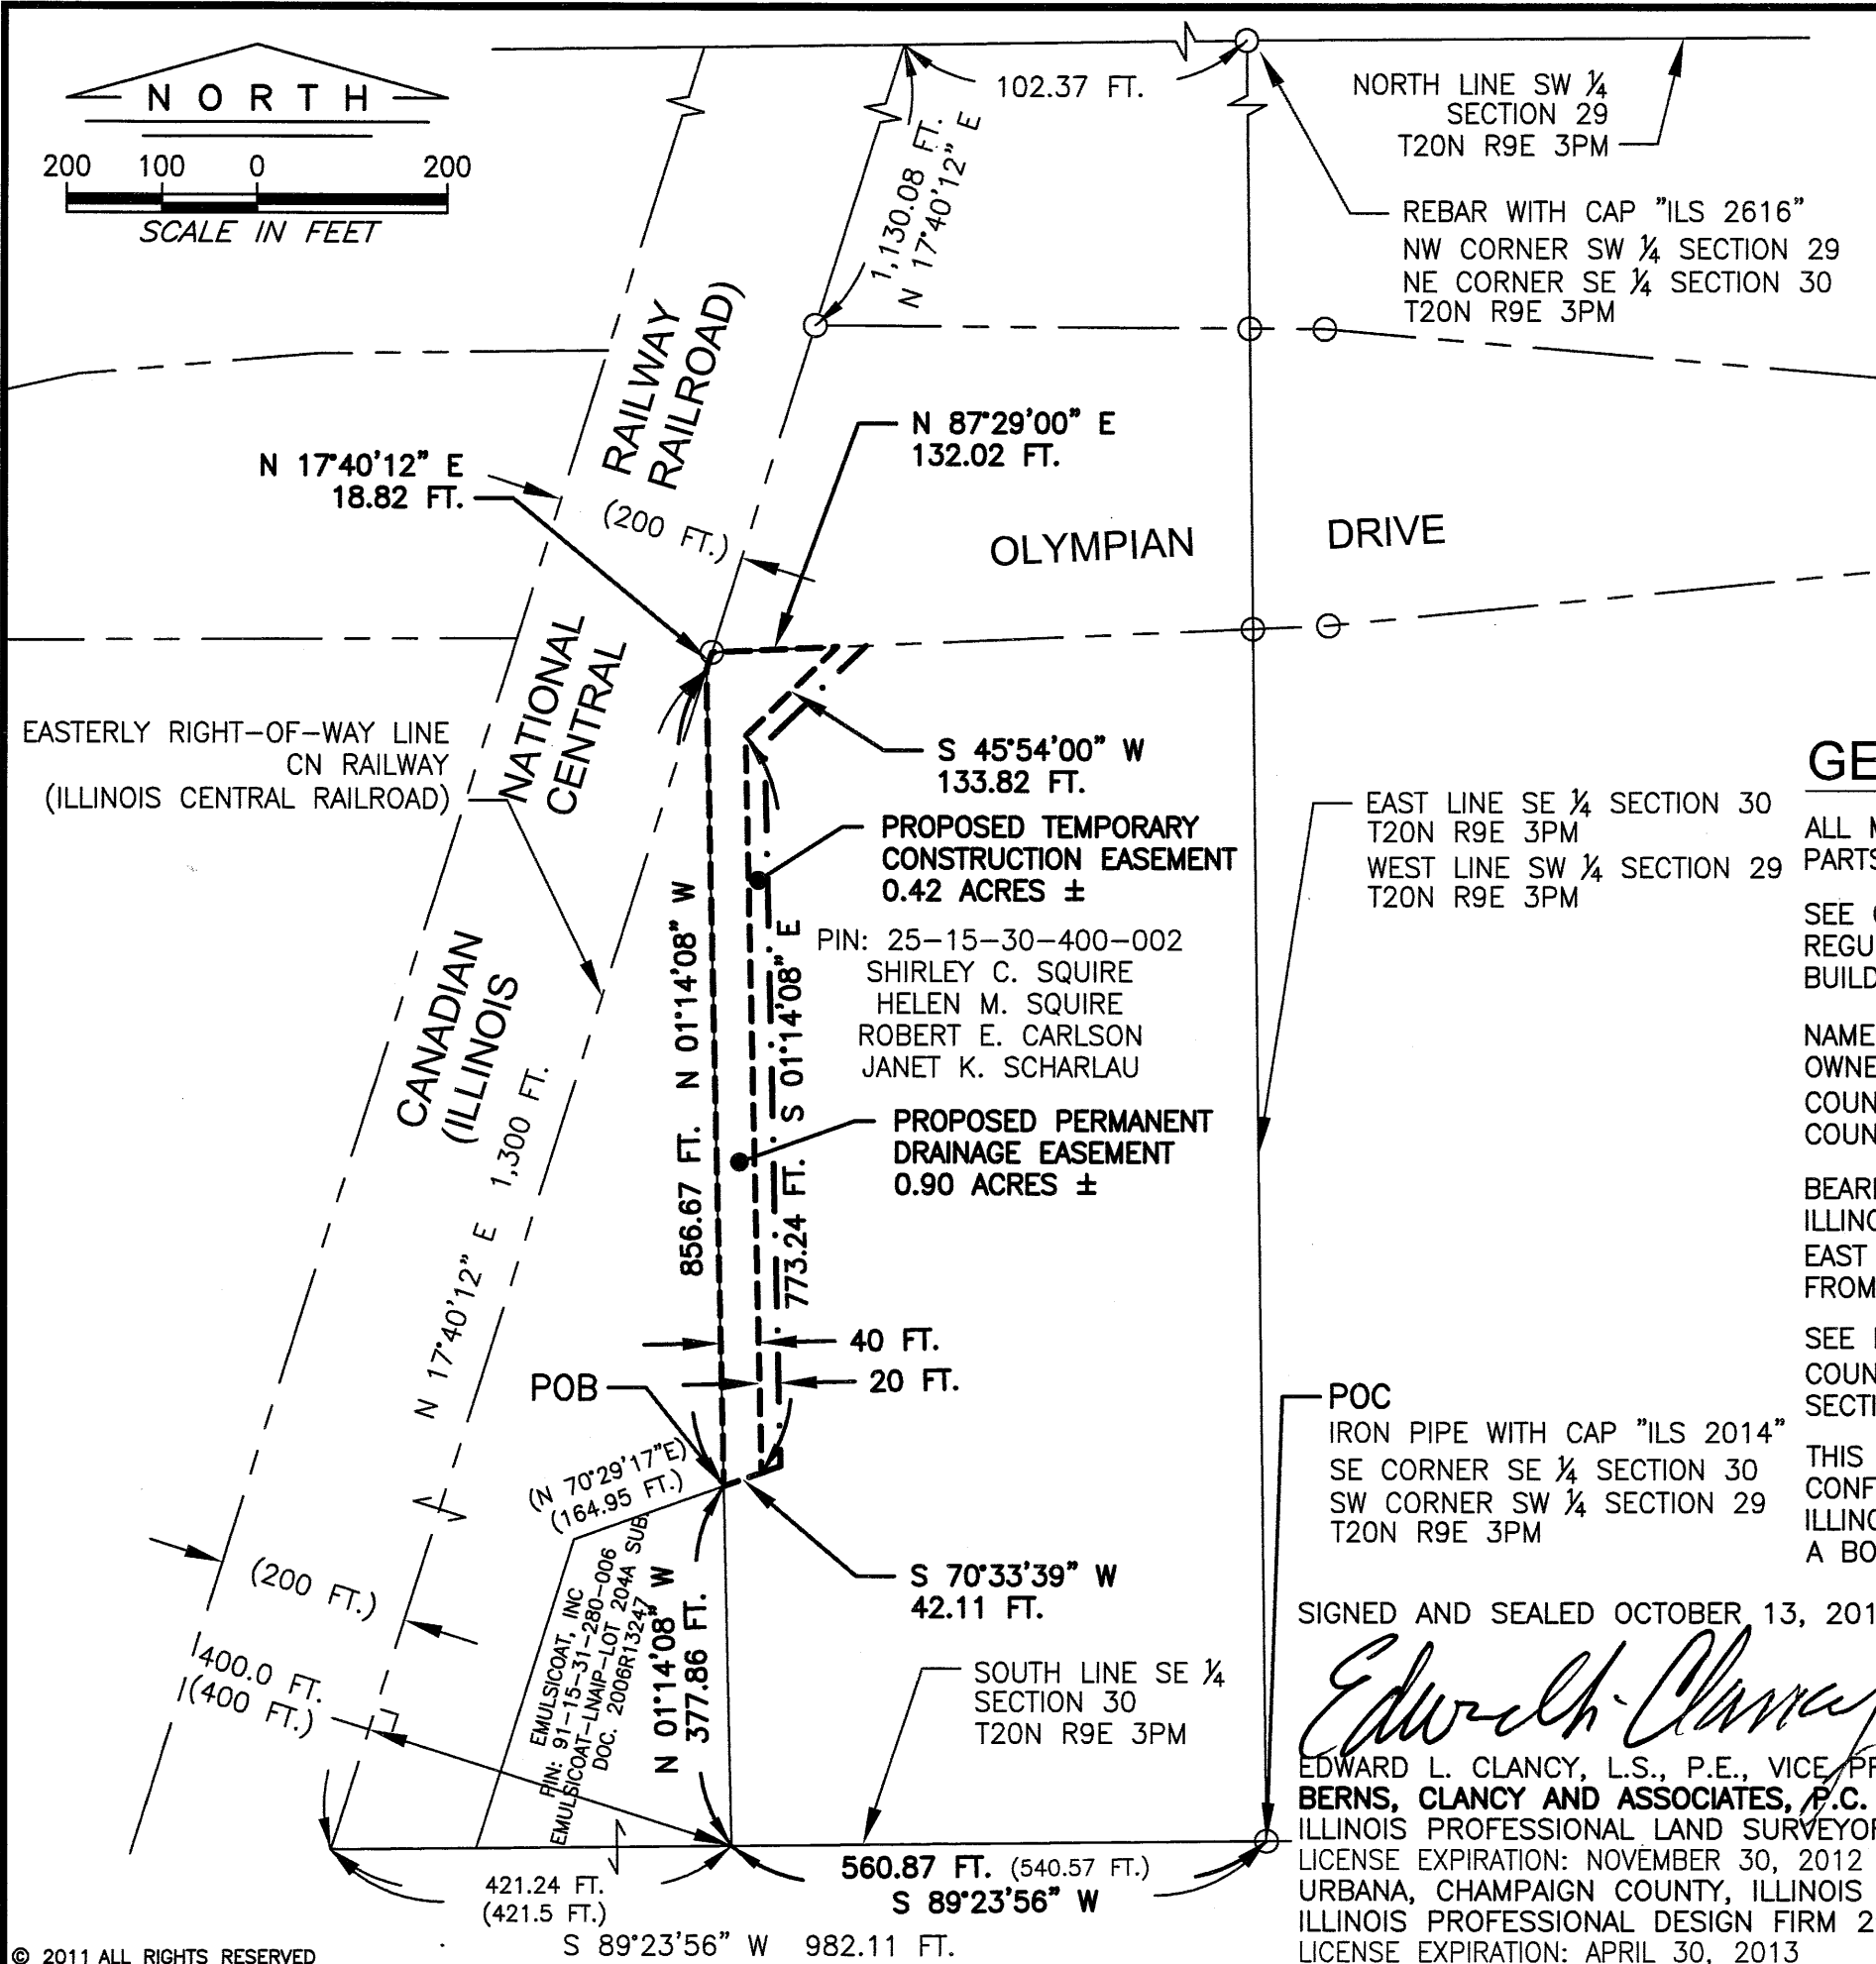 NORTH
200 100 0 200
SCALE IN FEET
102.37 FT.
1,130.08 FT.
N 17°40'12" E
NORTH LINE SW ¼
SECTION 29
T20N R9E 3PM
REBAR WITH CAP "ILS 2616"
NW CORNER SW ¼ SECTION 29
NE CORNER SE ¼ SECTION 30
T20N R9E 3PM
RAILWAY
RAILROAD)
(200 FT.)
N 87°29'00" E
132.02 FT.
N 17°40'12" E
18.82 FT.
OLYMPIAN DRIVE
NATIONAL
CENTRAL
EASTERLY RIGHT-OF-WAY LINE
CN RAILWAY
(ILLINOIS CENTRAL RAILROAD)
S 45°54'00" W
133.82 FT.
PROPOSED TEMPORARY
CONSTRUCTION EASEMENT
0.42 ACRES ±
EAST LINE SE ¼ SECTION 30
T20N R9E 3PM
WEST LINE SW ¼ SECTION 29
T20N R9E 3PM
PIN: 25-15-30-400-002
SHIRLEY C. SQUIRE
HELEN M. SQUIRE
ROBERT E. CARLSON
JANET K. SCHARLAU
CANADIAN
(ILLINOIS
856.67 FT. N 01°14'08" W
773.24 FT. S 01°14'08" E
PROPOSED PERMANENT
DRAINAGE EASEMENT
0.90 ACRES ±
N 17°40'12" E 1,300 FT.
40 FT.
20 FT.
POB
POC
IRON PIPE WITH CAP "ILS 2014"
SE CORNER SE ¼ SECTION 30
SW CORNER SW ¼ SECTION 29
T20N R9E 3PM
(N 70°29'17"E)
(164.95 FT.)
(200 FT.)
400.0 FT.
(400 FT.)
EMULSICOAT, INC
PIN: 91-15-31-280-006
EMULSICOAT-LNAIP-LOT 204A SUB.
DOC. 2006R13247
N 01°14'08" W
377.86 FT.
S 70°33'39" W
42.11 FT.
SOUTH LINE SE ¼
SECTION 30
T20N R9E 3PM
421.24 FT.
(421.5 FT.)
560.87 FT. (540.57 FT.)
S 89°23'56" W
S 89°23'56" W 982.11 FT.
© 2011 ALL RIGHTS RESERVED
GE
ALL M
PARTS
SEE
REGU
BUILD
NAME
OWNE
COUN
COUN
BEARI
ILLINO
EAST
FROM
SEE
COUN
SECTI
THIS
CONF
ILLINO
A BO
SIGNED AND SEALED OCTOBER 13, 201
Edward L. Clancy
EDWARD L. CLANCY, L.S., P.E., VICE PR
BERNS, CLANCY AND ASSOCIATES, P.C.
ILLINOIS PROFESSIONAL LAND SURVEYOR
LICENSE EXPIRATION: NOVEMBER 30, 2012
URBANA, CHAMPAIGN COUNTY, ILLINOIS
ILLINOIS PROFESSIONAL DESIGN FIRM 2
LICENSE EXPIRATION: APRIL 30, 2013